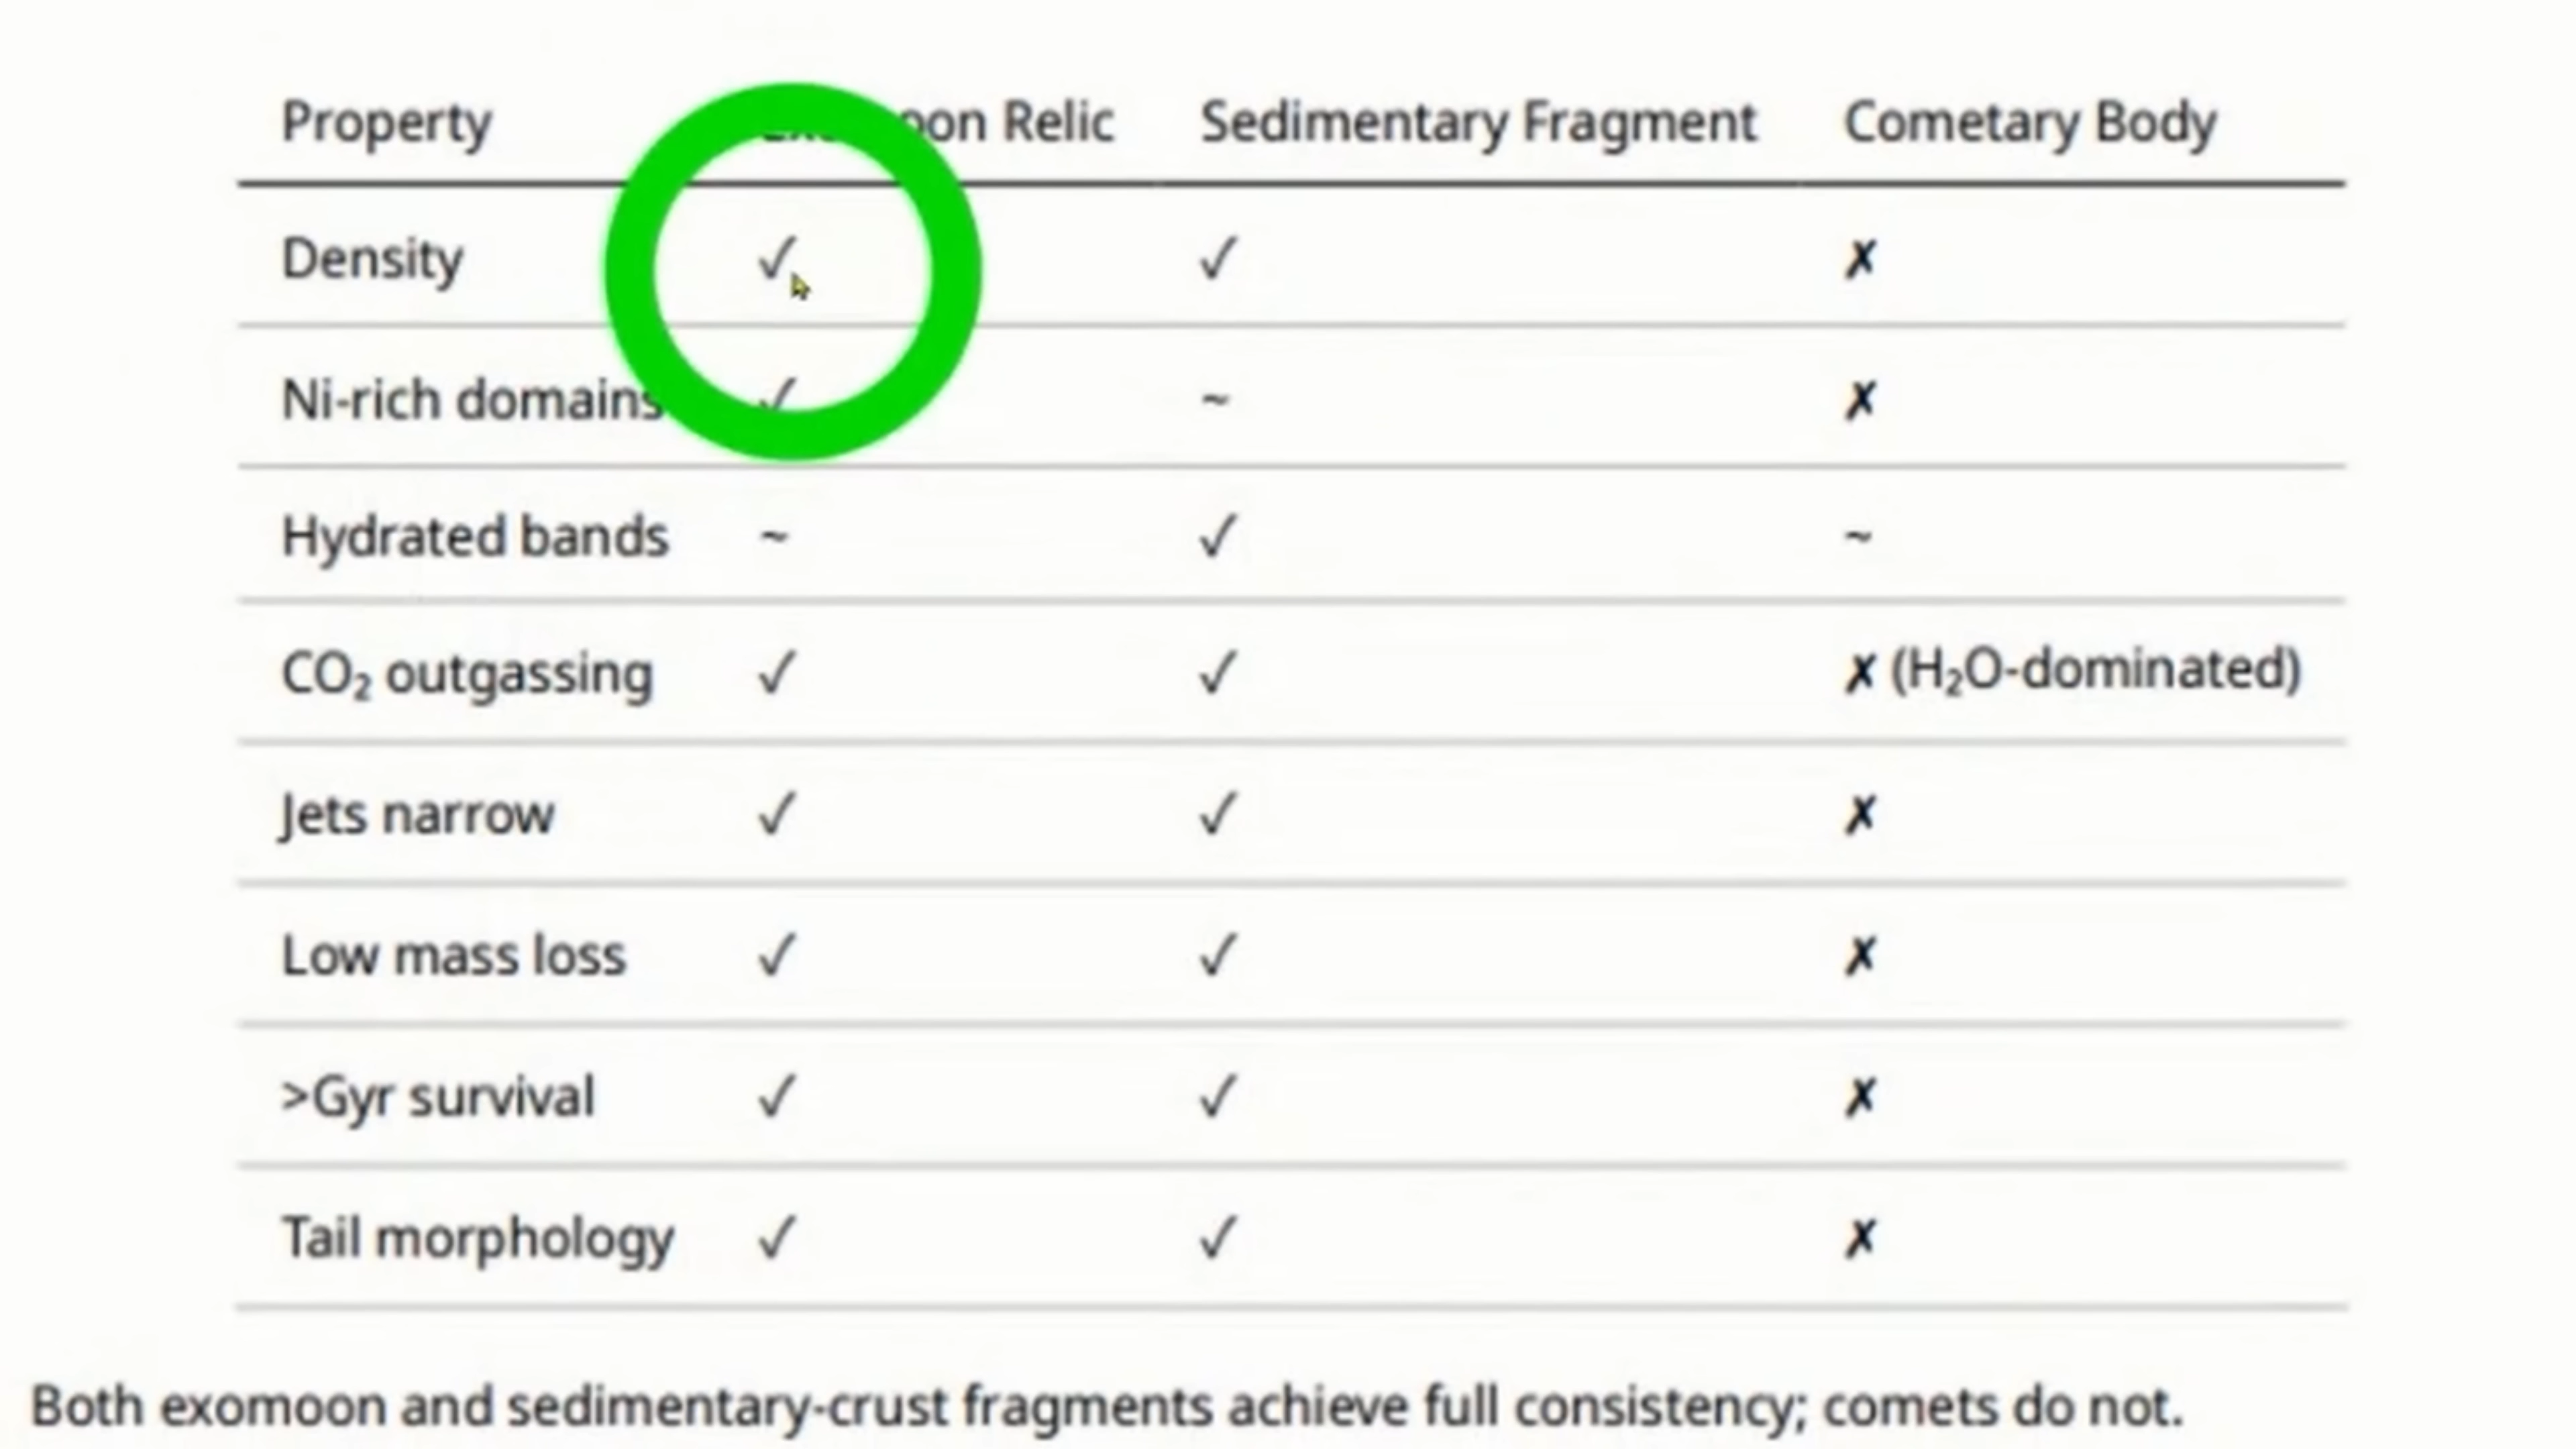 Property Relic Sedimentary Fragment Cometary Body
Density ✓ ✓ ✗
Ni-rich domains ✓ ~ ✗
Hydrated bands ~ ✓ ~
CO₂ outgassing ✓ ✓ ✗ (H₂O-dominated)
Jets narrow ✓ ✓ ✗
Low mass loss ✓ ✓ ✗
>Gyr survival ✓ ✓ ✗
Tail morphology ✓ ✓ ✗
Both exomoon and sedimentary-crust fragments achieve full consistency; comets do not.